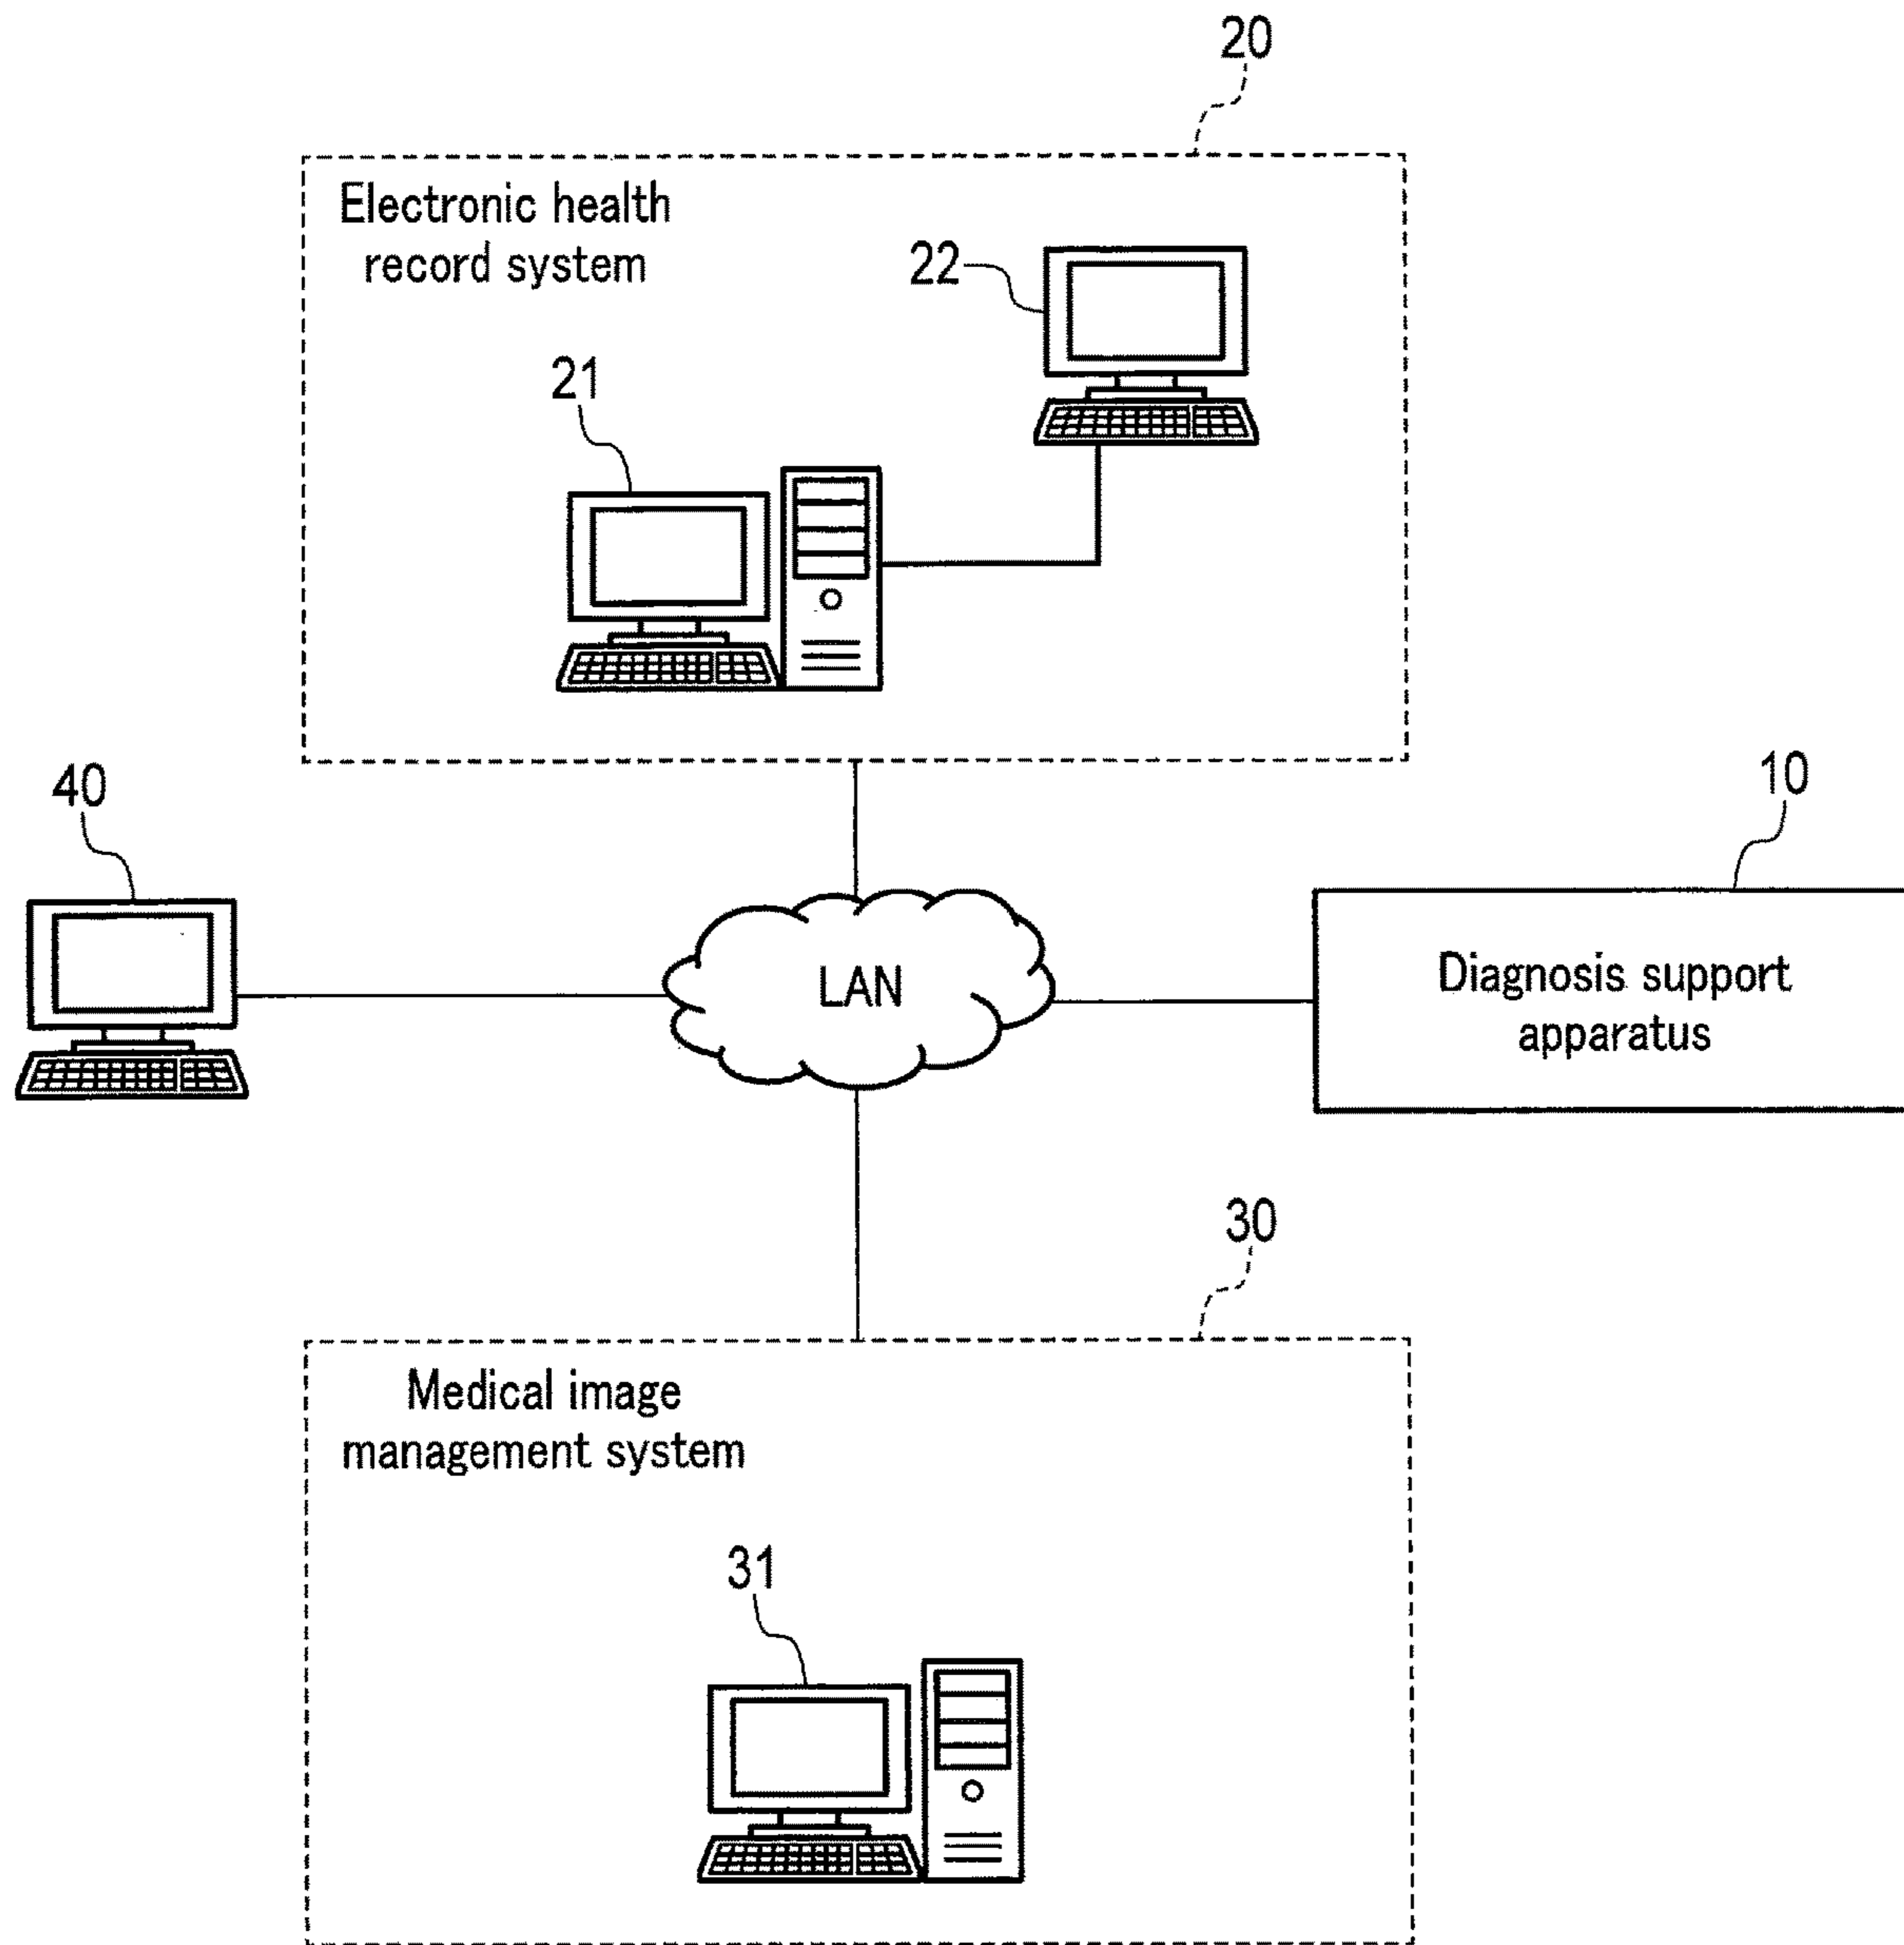 20
Electronic health
record system
22
21
40
10
LAN
Diagnosis support
apparatus
30
Medical image
management system
31